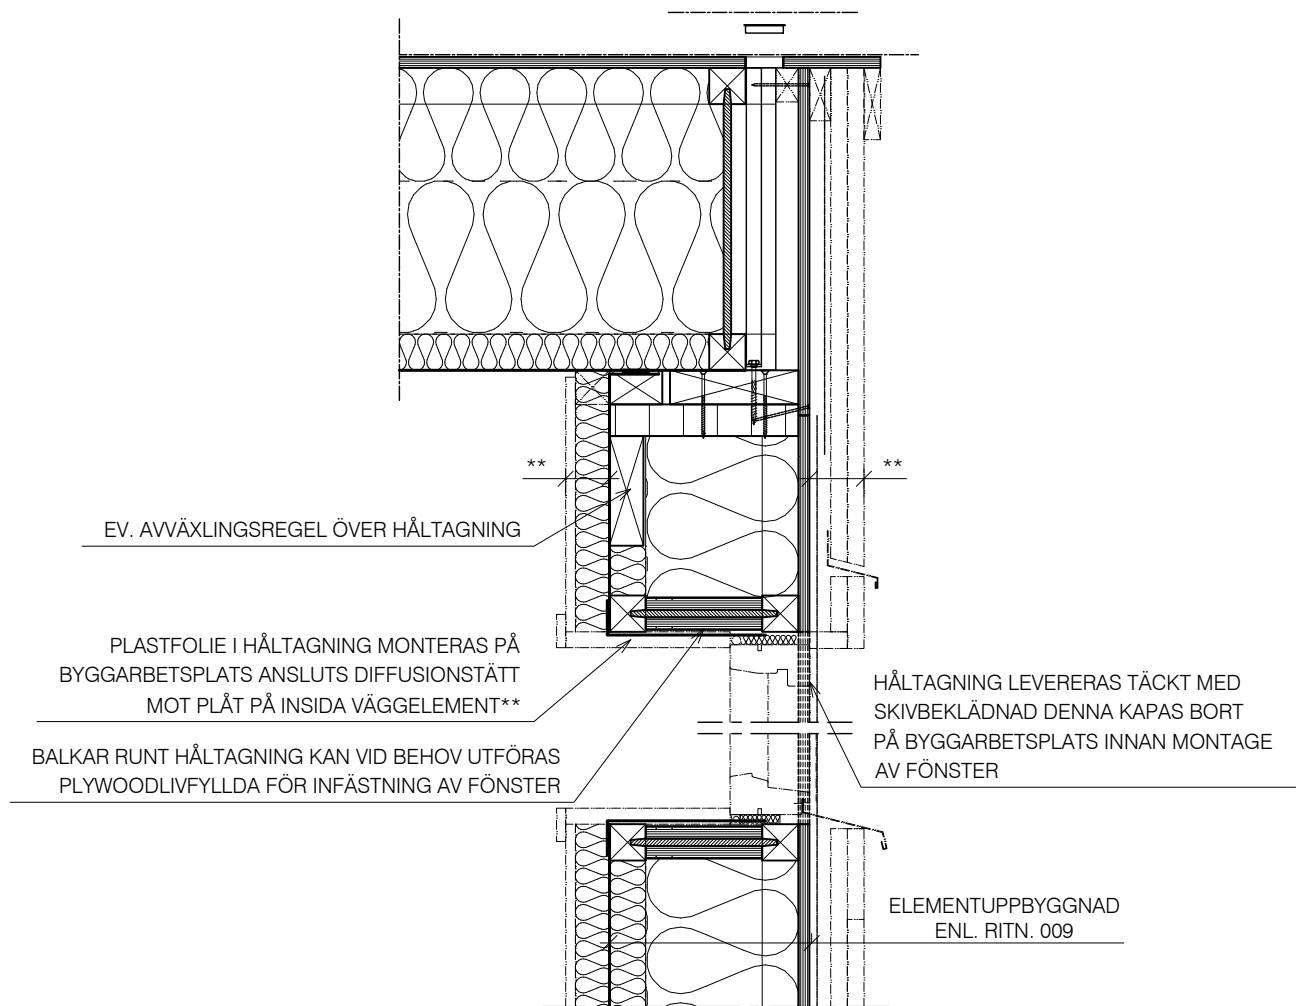 **
**
EV. AVVÄXLINGSREGEL ÖVER HÅLTAGNING
PLASTFOLIE I HÅLTAGNING MONTERAS PÅ
BYGGARBETSPLATS ANSLUTS DIFFUSIONSTÄTT
MOT PLÅT PÅ INSIDA VÄGGELEMENT**
HÅLTAGNING LEVERERAS TÄCKT MED
SKIVBEKLÄDNAD DENNA KAPAS BORT
PÅ BYGGARBETSPLATS INNAN MONTAGE
AV FÖNSTER
BALKAR RUNT HÅLTAGNING KAN VID BEHOV UTFÖRAS
PLYWOODLIVFYLLDA FÖR INFÄSTNING AV FÖNSTER
ELEMENTUPPBYGGNAD
ENL. RITN. 009